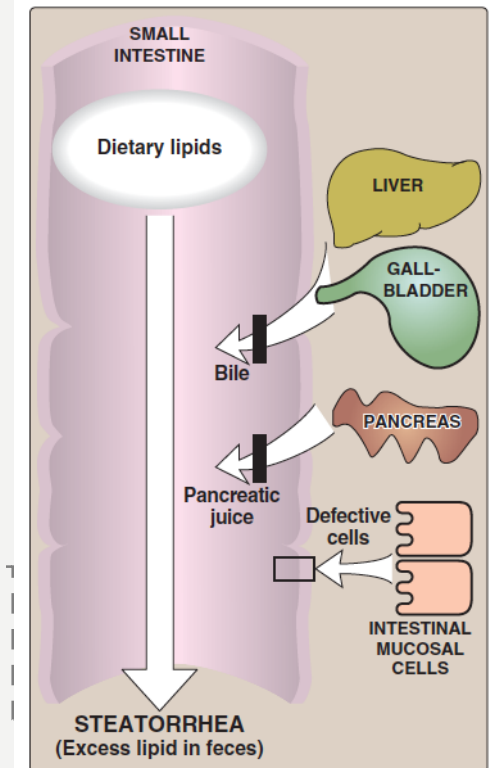 SMALL
INTESTINE
Dietary lipids
LIVER
GALL-
BLADDER
Bile
PANCREAS
Pancreatic
juice
Defective
cells
INTESTINAL
MUCOSAL
CELLS
STEATORRHEA
(Excess lipid in feces)